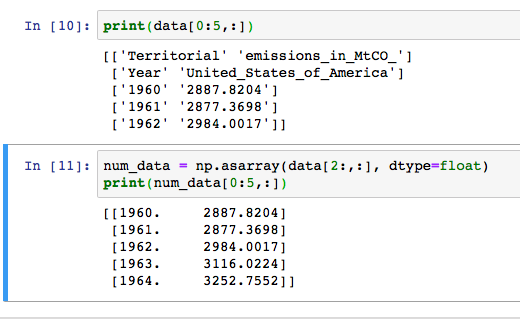 In [10]: print(data[0:5,:])
[['Territorial' 'emissions_in_MtCO_']
 ['Year' 'United_States_of_America']
 ['1960' '2887.8204']
 ['1961' '2877.3698']
 ['1962' '2984.0017']]
In [11]: num_data = np.asarray(data[2:,:], dtype=float)
print(num_data[0:5,:])
[[1960.     2887.8204]
 [1961.     2877.3698]
 [1962.     2984.0017]
 [1963.     3116.0224]
 [1964.     3252.7552]]